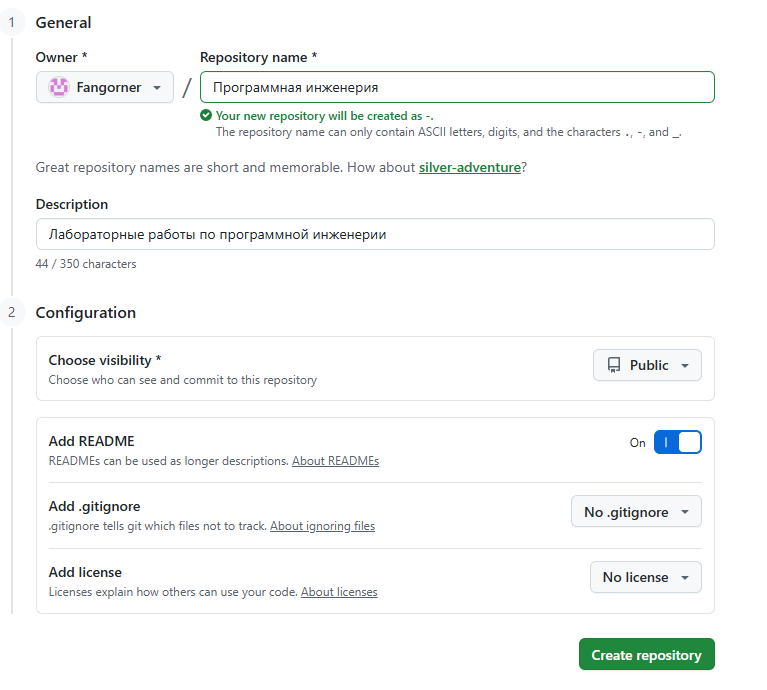 1 General
Owner * Repository name *
Fangorner / Программная инженерия
Your new repository will be created as -.
The repository name can only contain ASCII letters, digits, and the characters ., -, and _.
Great repository names are short and memorable. How about silver-adventure?
Description
Лабораторные работы по программной инженерии
44 / 350 characters
2 Configuration
Choose visibility *
Public
Choose who can see and commit to this repository
Add README
On
READMEs can be used as longer descriptions. About READMEs
Add .gitignore
No .gitignore
.gitignore tells git which files not to track. About ignoring files
Add license
No license
Licenses explain how others can use your code. About licenses
Create repository